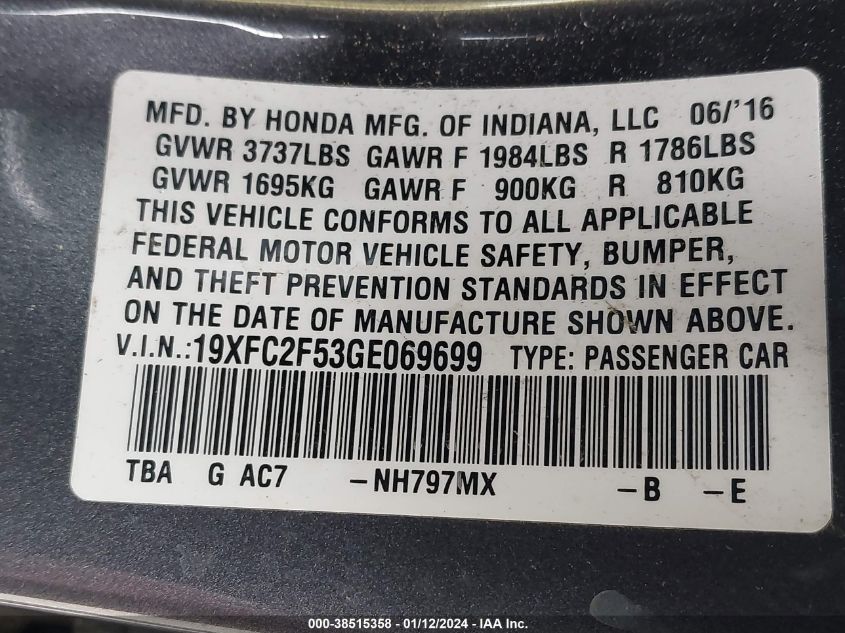 MFD. BY HONDA MFG. OF INDIANA, LLC 06/'16
GVWR 3737LBS GAWR F 1984LBS R 1786LBS
GVWR 1695KG GAWR F 900KG R 810KG
THIS VEHICLE CONFORMS TO ALL APPLICABLE
FEDERAL MOTOR VEHICLE SAFETY, BUMPER,
AND THEFT PREVENTION STANDARDS IN EFFECT
ON THE DATE OF MANUFACTURE SHOWN ABOVE.
V.I.N.:19XFC2F53GE069699 TYPE: PASSENGER CAR
TBA G AC7 -NH797MX -B -E
000-38515358 - 01/12/2024 - IAA Inc.